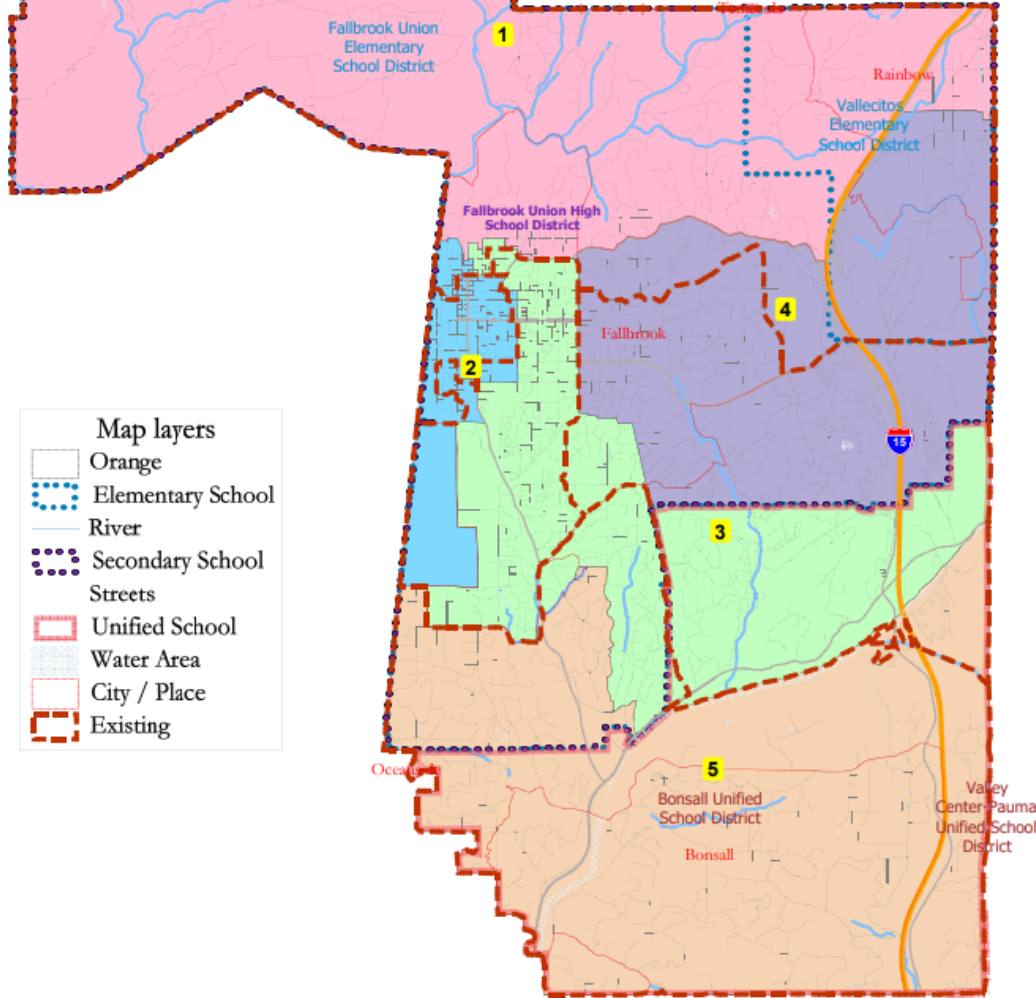 Temecula
1
Fallbrook Union
Elementary
School District
Rainbow
Vallecitos
Elementary
School District
Fallbrook Union High
School District
4
Fallbrook
2
Map layers
Orange
Elementary School
River
Secondary School
Streets
Unified School
Water Area
City / Place
Existing
15
3
5
Oceanside
Bonsall Unified
School District
Bonsall
Valley
Center-Pauma
Unified School
District